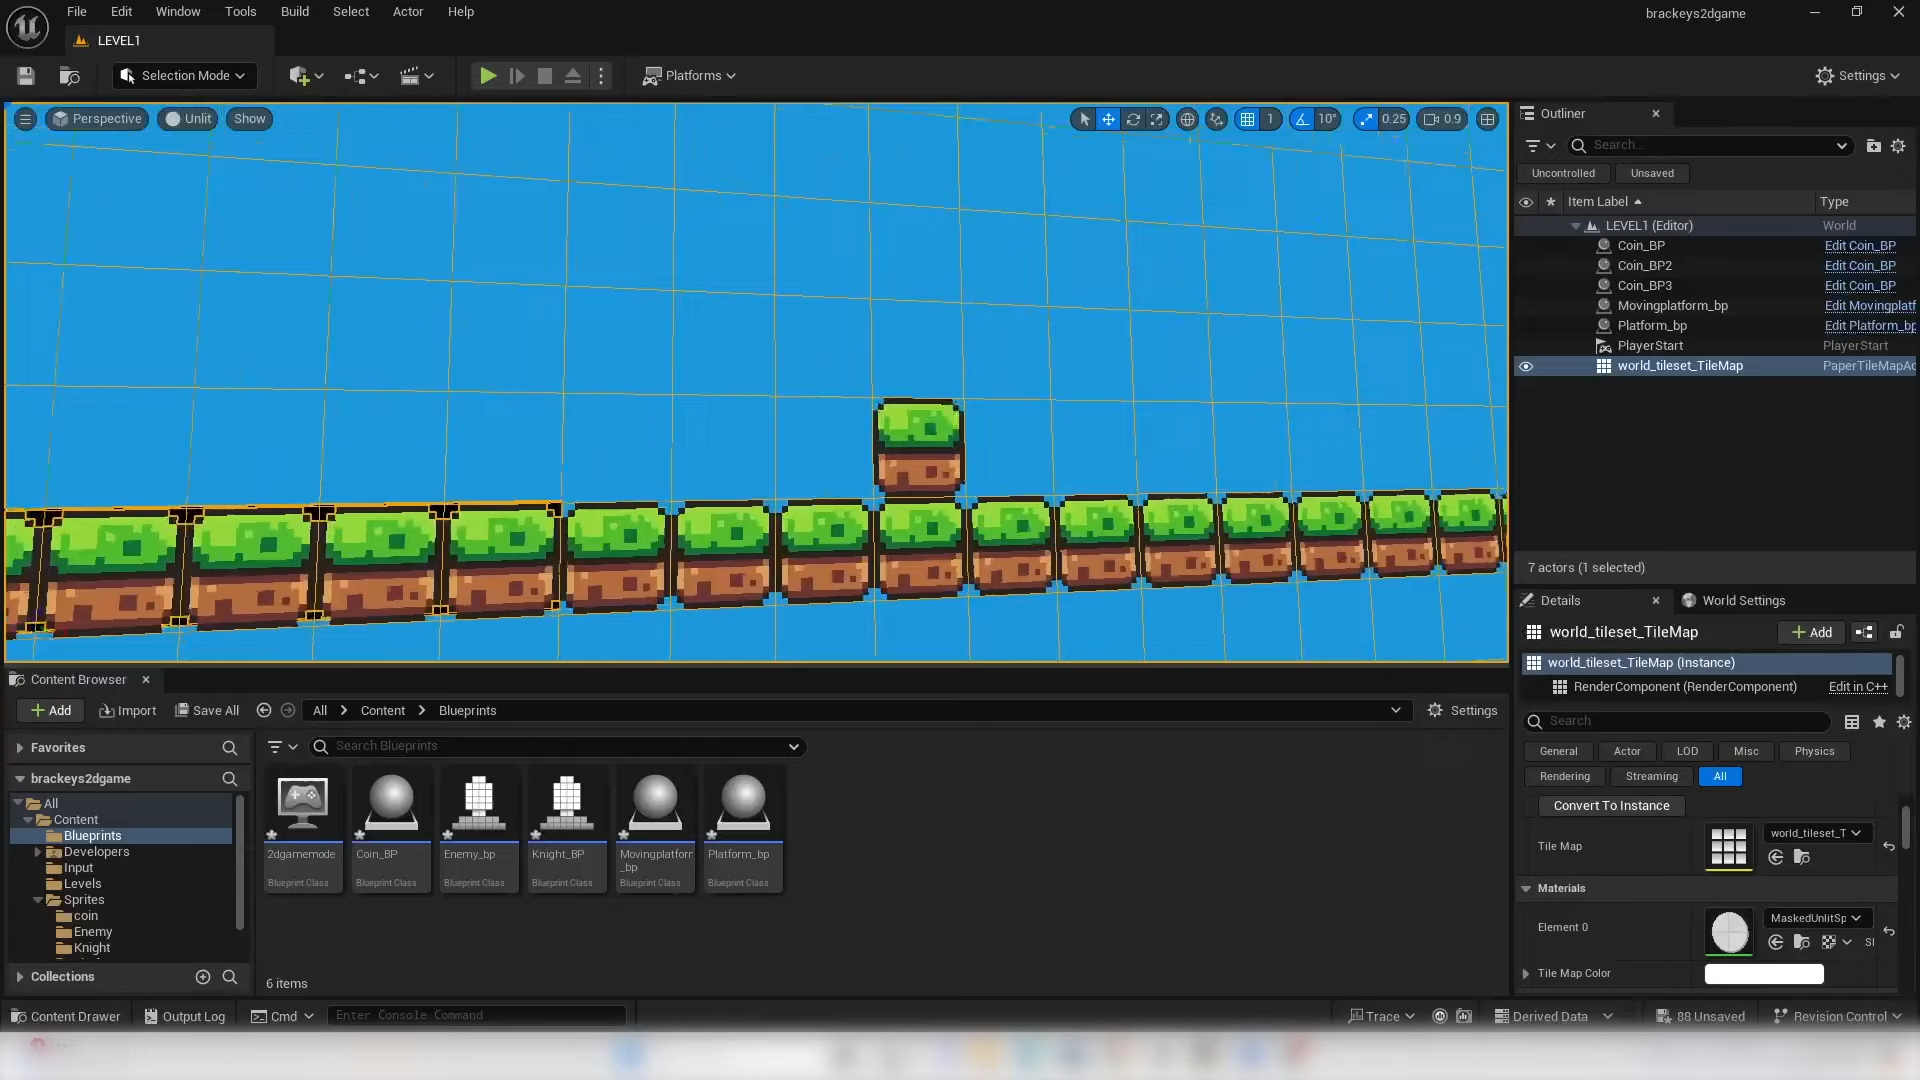 File Edit Window Tools Build Select Actor Help
brackeys2dgame
LEVEL1
Selection Mode
Platforms
Settings
Perspective Unlit Show
1 10° 0.25 0.9
Outliner
Search...
Uncontrolled Unsaved
Item Label Type
LEVEL1 (Editor) World
Coin_BP Edit Coin_BP
Coin_BP2 Edit Coin_BP
Coin_BP3 Edit Coin_BP
Movingplatform_bp Edit Movingplatf
Platform_bp Edit Platform_bp
PlayerStart PlayerStart
world_tileset_TileMap PaperTileMapAc
7 actors (1 selected)
Details World Settings
world_tileset_TileMap Add
world_tileset_TileMap (Instance)
RenderComponent (RenderComponent) Edit in C++
Search
General Actor LOD Misc Physics
Rendering Streaming All
Convert To Instance
Tile Map world_tileset_T
Materials
Element 0 MaskedUnlitSp
Sl
Tile Map Color
Content Browser
Add Import Save All All Content Blueprints Settings
Favorites
Search Blueprints
brackeys2dgame
All
Content
Blueprints
Developers
Input
Levels
Sprites
coin
Enemy
Knight
Collections
2dgamemode Coin_BP Enemy_bp Knight_BP Movingplatform Platform_bp
_bp
Blueprint Class Blueprint Class Blueprint Class Blueprint Class Blueprint Class Blueprint Class
6 items
Content Drawer Output Log Cmd Enter Console Command Trace Derived Data 88 Unsaved Revision Control